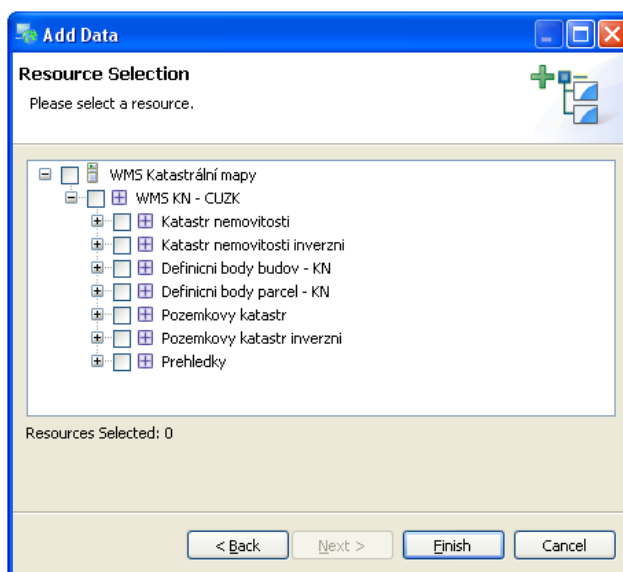 Add Data
Resource Selection
Please select a resource.
WMS Katastrální mapy
WMS KN - CUZK
Katastr nemovitosti
Katastr nemovitosti inverzni
Definicni body budov - KN
Definicni body parcel - KN
Pozemkovy katastr
Pozemkovy katastr inverzni
Prehledky
Resources Selected: 0
< Back Next > Finish Cancel